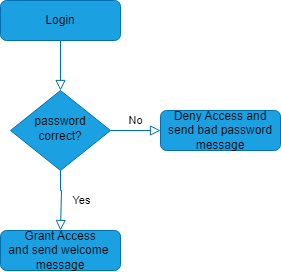 Login
password
correct?
No
Deny Access and
send bad password
message
Yes
Grant Access
and send welcome
message